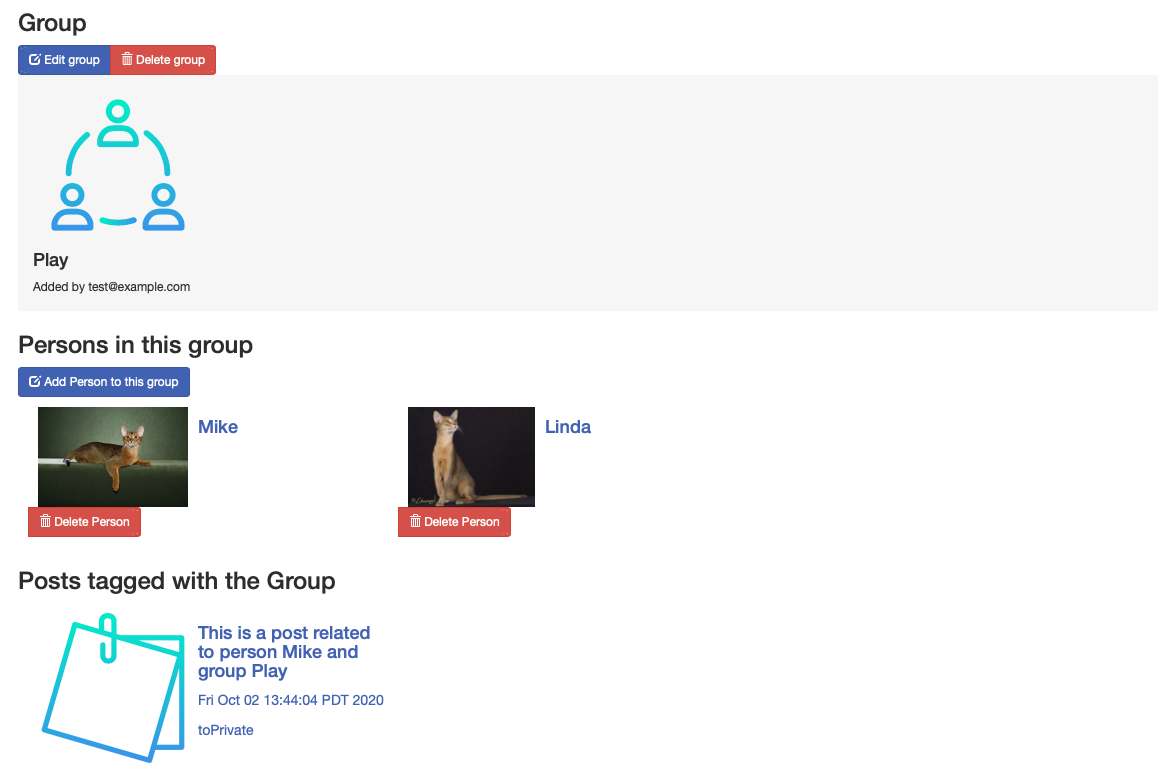 Group
Edit group Delete group
Play
Added by test@example.com
Persons in this group
Add Person to this group
Mike
Linda
Delete Person
Delete Person
Posts tagged with the Group
This is a post related
to person Mike and
group Play
Fri Oct 02 13:44:04 PDT 2020
toPrivate